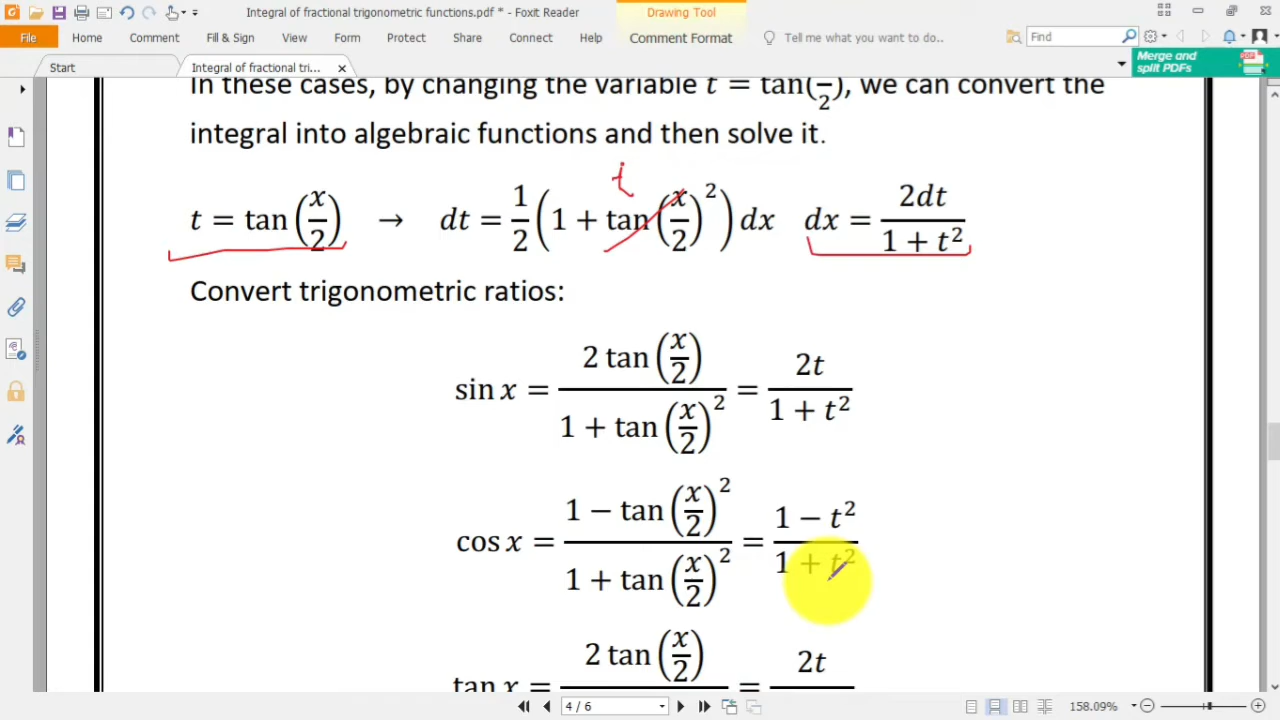 Integral of fractional trigonometric functions.pdf * - Foxit Reader
Drawing Tool
File Home Comment Fill & Sign View Form Protect Share Connect Help Comment Format Tell me what you want to do.. Find
Start Integral of fractional tri... Merge and split PDFs
In these cases, by changing the variable t = tan(–/2), we can convert the
integral into algebraic functions and then solve it.
t
t = tan(x/2) → dt = 1/2(1 + tan(x/2)²)dx dx = 2dt/(1 + t²)
Convert trigonometric ratios:
sin x = 2 tan(x/2)/(1 + tan(x/2)²) = 2t/(1 + t²)
cos x = (1 − tan(x/2)²)/(1 + tan(x/2)²) = (1 − t²)/(1 + t²)
tan x = 2 tan(x/2) = 2t
4 / 6 158.09%